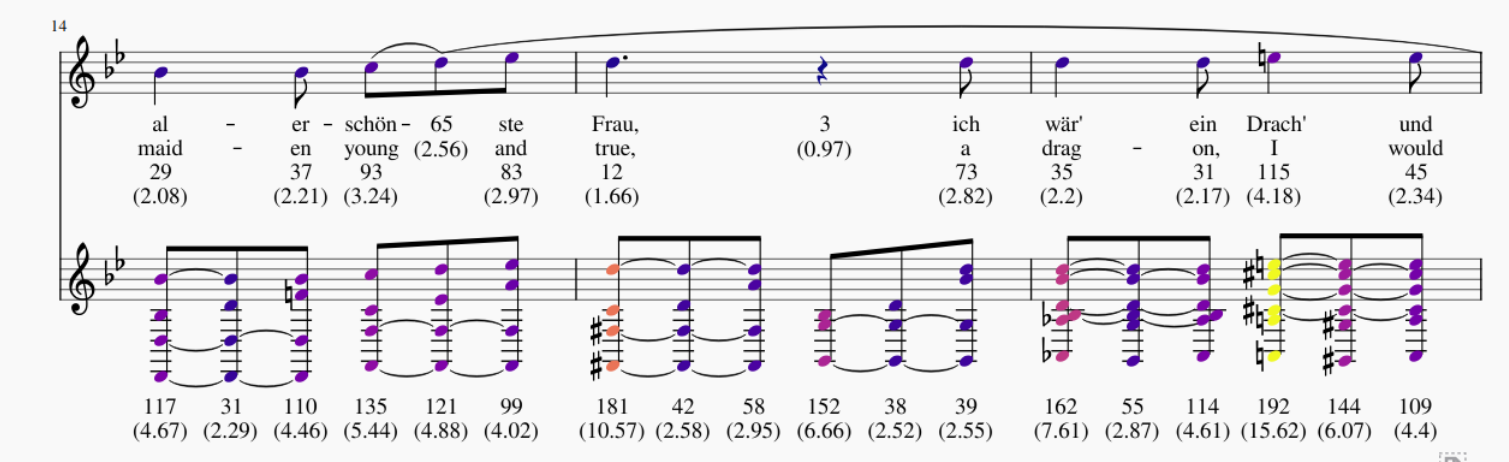 14
al - er - schön - 65 ste Frau, 3 ich wär' ein Drach' und
maid - en young (2.56) and true, (0.97) a drag - on, I would
29 37 93 83 12 73 35 31 115 45
(2.08) (2.21) (3.24) (2.97) (1.66) (2.82) (2.2) (2.17) (4.18) (2.34)
117 31 110 135 121 99 181 42 58 152 38 39 162 55 114 192 144 109
(4.67) (2.29) (4.46) (5.44) (4.88) (4.02) (10.57) (2.58) (2.95) (6.66) (2.52) (2.55) (7.61) (2.87) (4.61) (15.62) (6.07) (4.4)